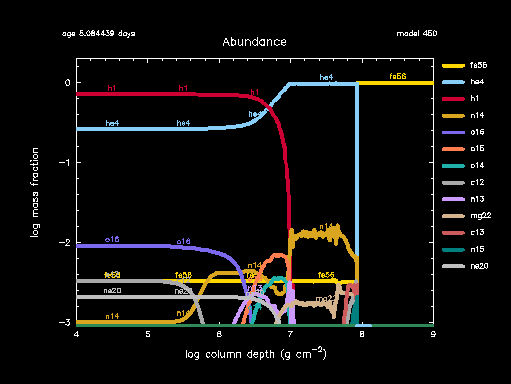 age 5.084439 days
model 450
Abundance
fe56
he4
h1
n14
o16
o15
o14
c12
n13
mg22
c13
n15
ne20
log mass fraction
0
−1
−2
−3
h1 h1 h1
he4 he4 he4 he4
fe56
o16 o16
n14
n14
fe56 fe56
ne20 ne20
mg22
n14 n14
4 5 6 7 8 9
log column depth (g cm⁻²)